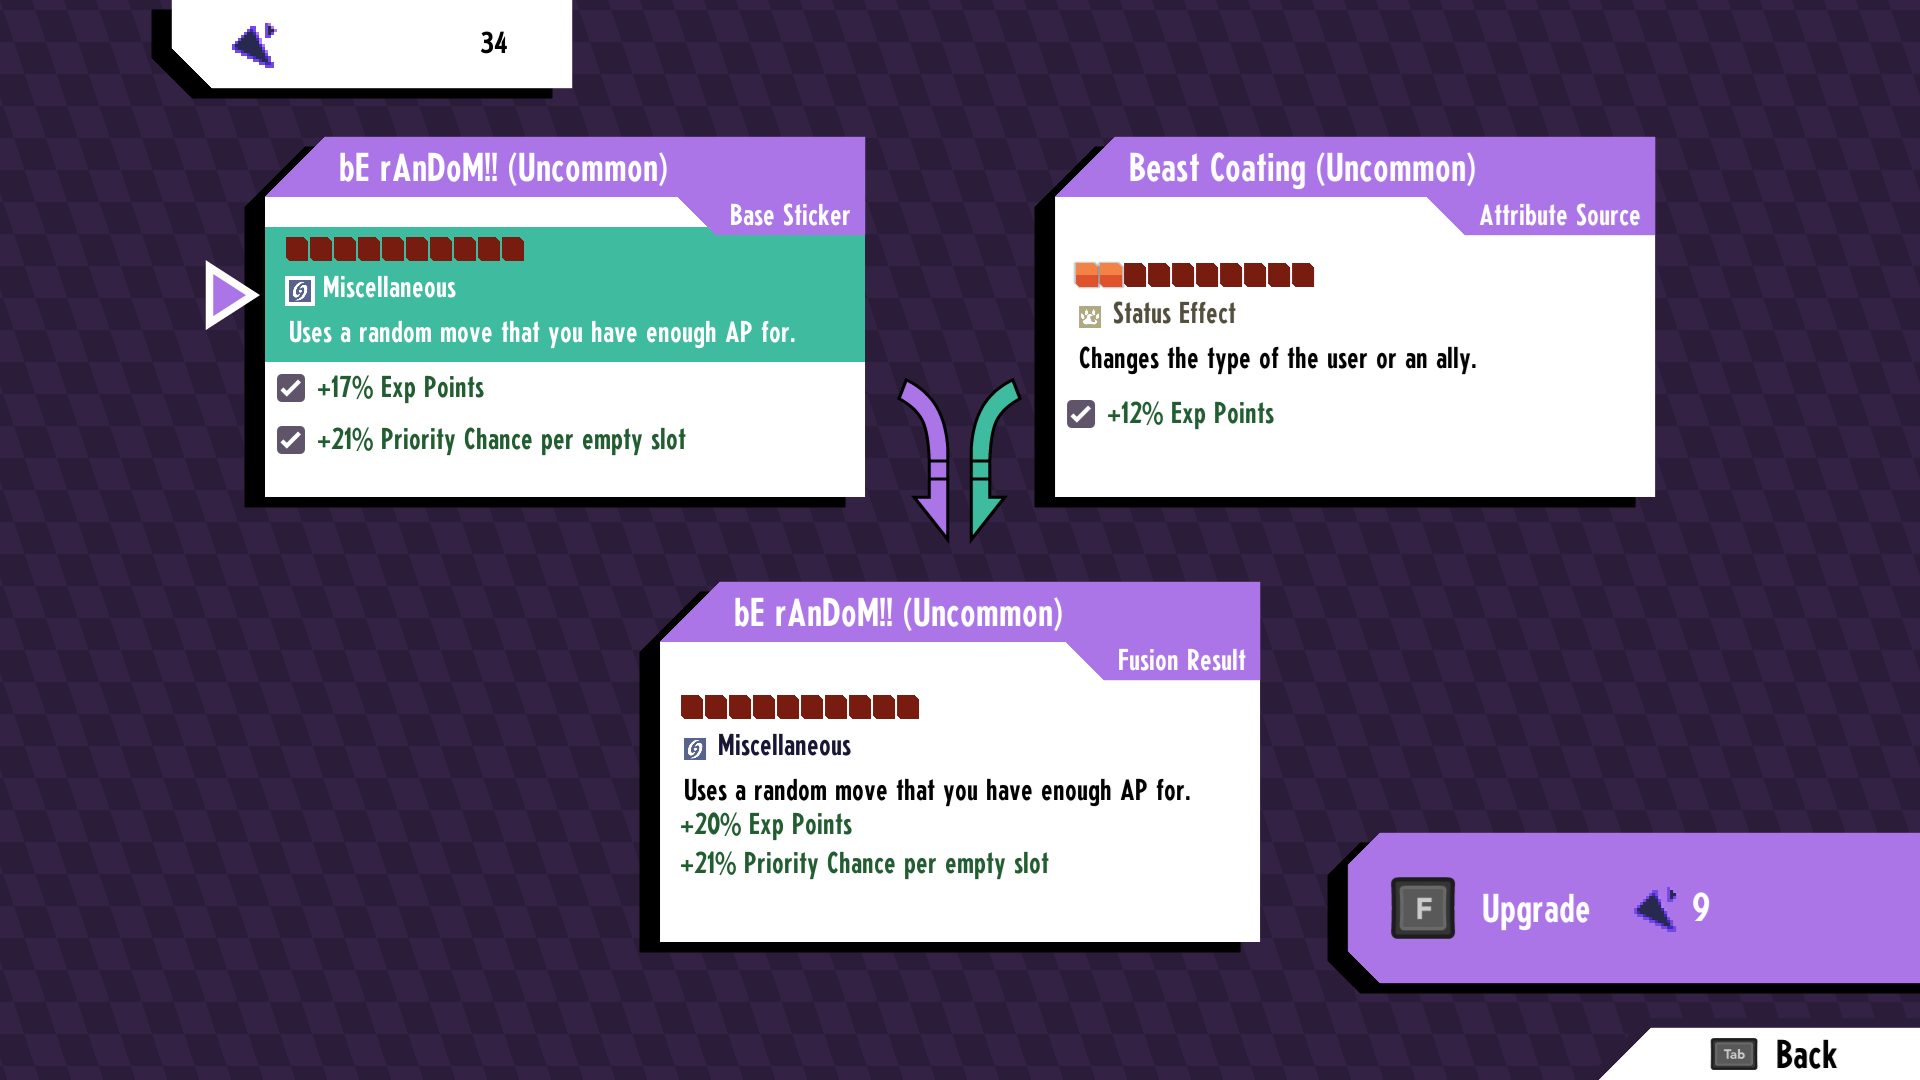 34
bE rAnDoM!! (Uncommon)
Base Sticker
Miscellaneous
Uses a random move that you have enough AP for.
+17% Exp Points
+21% Priority Chance per empty slot
Beast Coating (Uncommon)
Attribute Source
Status Effect
Changes the type of the user or an ally.
+12% Exp Points
bE rAnDoM!! (Uncommon)
Fusion Result
Miscellaneous
Uses a random move that you have enough AP for.
+20% Exp Points
+21% Priority Chance per empty slot
F Upgrade 9
Tab Back